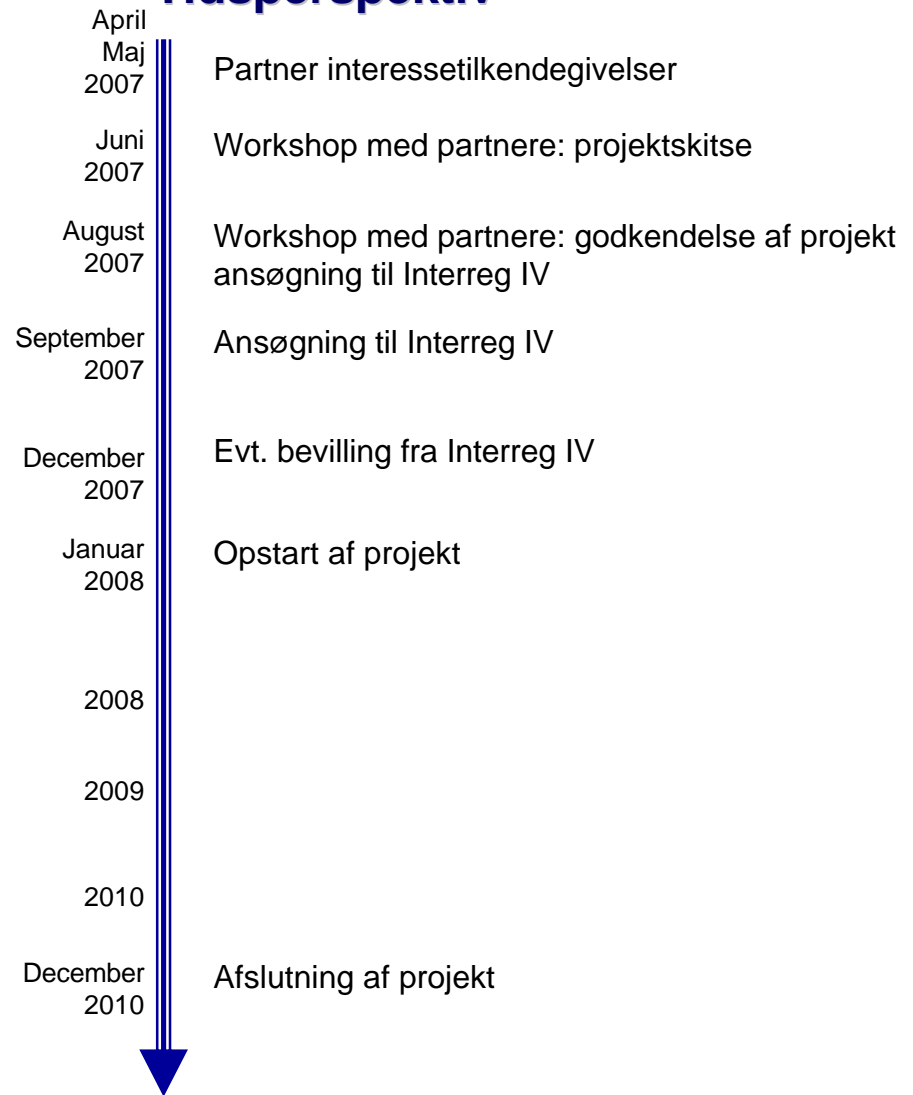 Tidsperspektiv
April
Maj
2007
Partner interessetilkendegivelser
Juni
2007
Workshop med partnere: projektskitse
August
2007
Workshop med partnere: godkendelse af projekt
ansøgning til Interreg IV
September
2007
Ansøgning til Interreg IV
December
2007
Evt. bevilling fra Interreg IV
Januar
2008
Opstart af projekt
2008
2009
2010
December
2010
Afslutning af projekt